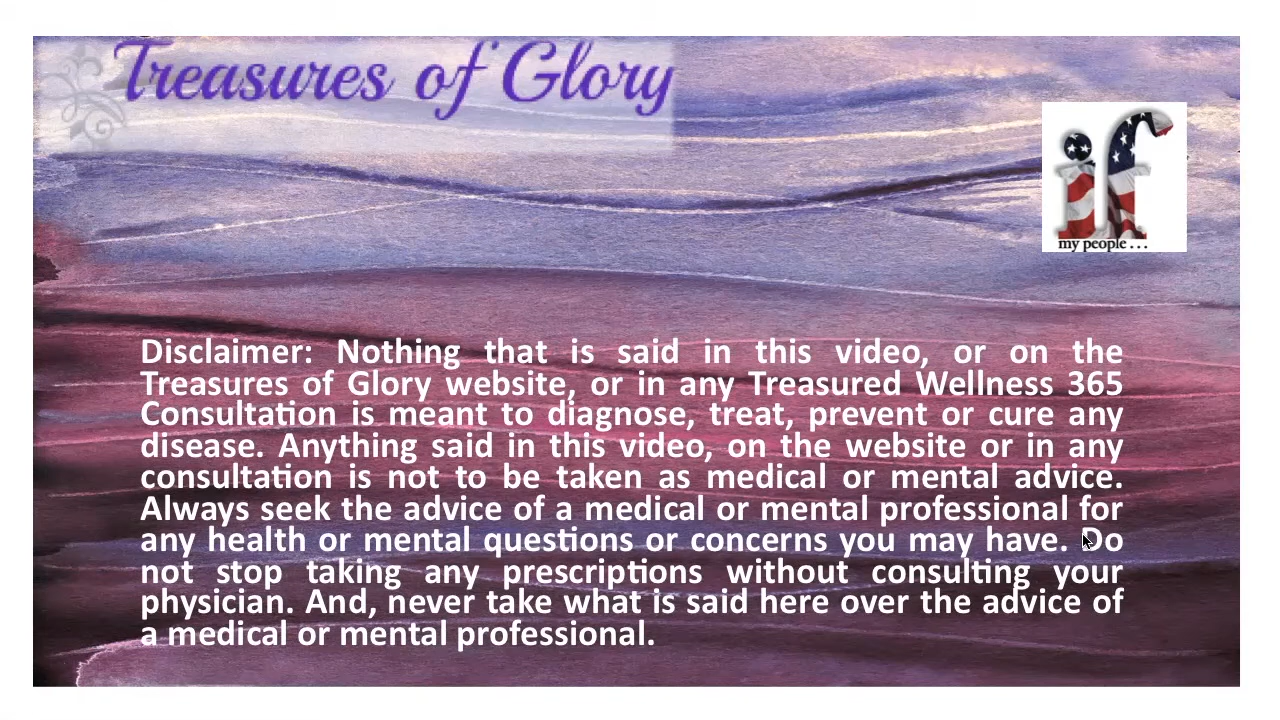 Treasures of Glory
if
my people . . .
Disclaimer: Nothing that is said in this video, or on the
Treasures of Glory website, or in any Treasured Wellness 365
Consultation is meant to diagnose, treat, prevent or cure any
disease. Anything said in this video, on the website or in any
consultation is not to be taken as medical or mental advice.
Always seek the advice of a medical or mental professional for
any health or mental questions or concerns you may have. Do
not stop taking any prescriptions without consulting your
physician. And, never take what is said here over the advice of
a medical or mental professional.